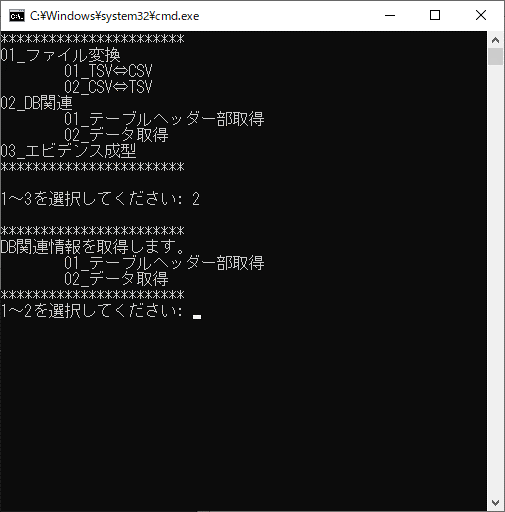 C:¥Windows¥system32¥cmd.exe
***********************
01_ファイル変換
01_TSV⇔CSV
02_CSV⇔TSV
02_DB関連
01_テーブルヘッダー部取得
02_データ取得
03_エビデンス成型
***********************
1～3を選択してください: 2
***********************
DB関連情報を取得します。
01_テーブルヘッダー部取得
02_データ取得
***********************
1～2を選択してください: